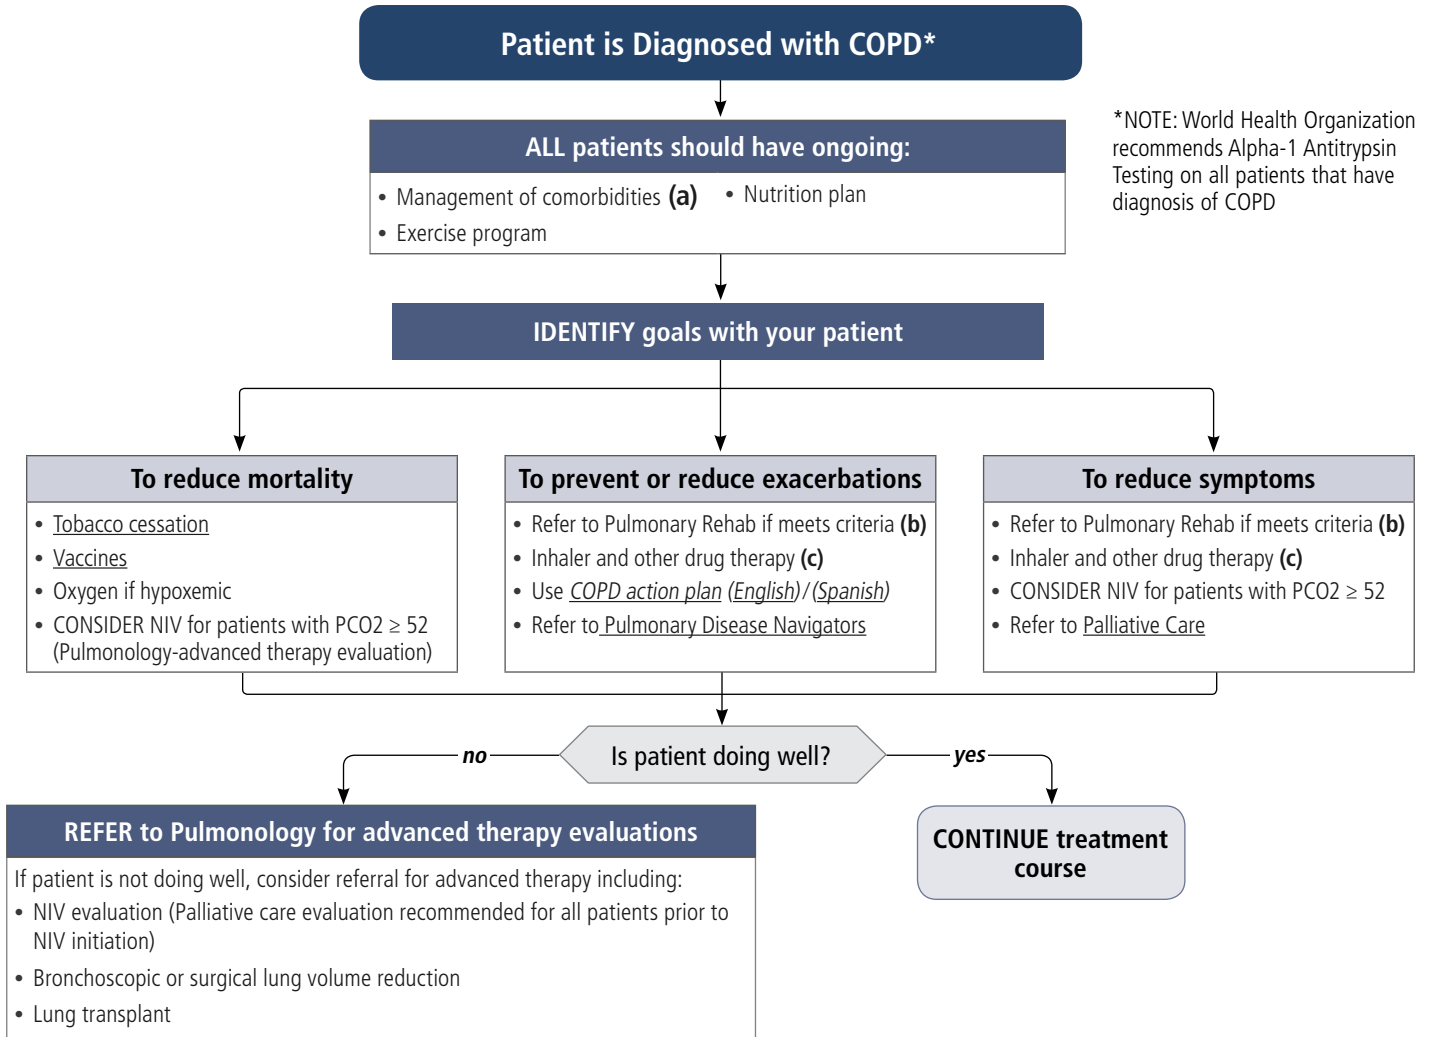 Patient is Diagnosed with COPD*
*NOTE: World Health Organization
recommends Alpha-1 Antitrypsin
Testing on all patients that have
diagnosis of COPD
ALL patients should have ongoing:
• Management of comorbidities (a)
• Nutrition plan
• Exercise program
IDENTIFY goals with your patient
To reduce mortality
• Tobacco cessation
• Vaccines
• Oxygen if hypoxemic
• CONSIDER NIV for patients with PCO2 ≥ 52
(Pulmonology-advanced therapy evaluation)
To prevent or reduce exacerbations
• Refer to Pulmonary Rehab if meets criteria (b)
• Inhaler and other drug therapy (c)
• Use COPD action plan (English)/(Spanish)
• Refer to Pulmonary Disease Navigators
To reduce symptoms
• Refer to Pulmonary Rehab if meets criteria (b)
• Inhaler and other drug therapy (c)
• CONSIDER NIV for patients with PCO2 ≥ 52
• Refer to Palliative Care
Is patient doing well?
no
yes
REFER to Pulmonology for advanced therapy evaluations
If patient is not doing well, consider referral for advanced therapy including:
• NIV evaluation (Palliative care evaluation recommended for all patients prior to
NIV initiation)
• Bronchoscopic or surgical lung volume reduction
• Lung transplant
CONTINUE treatment
course